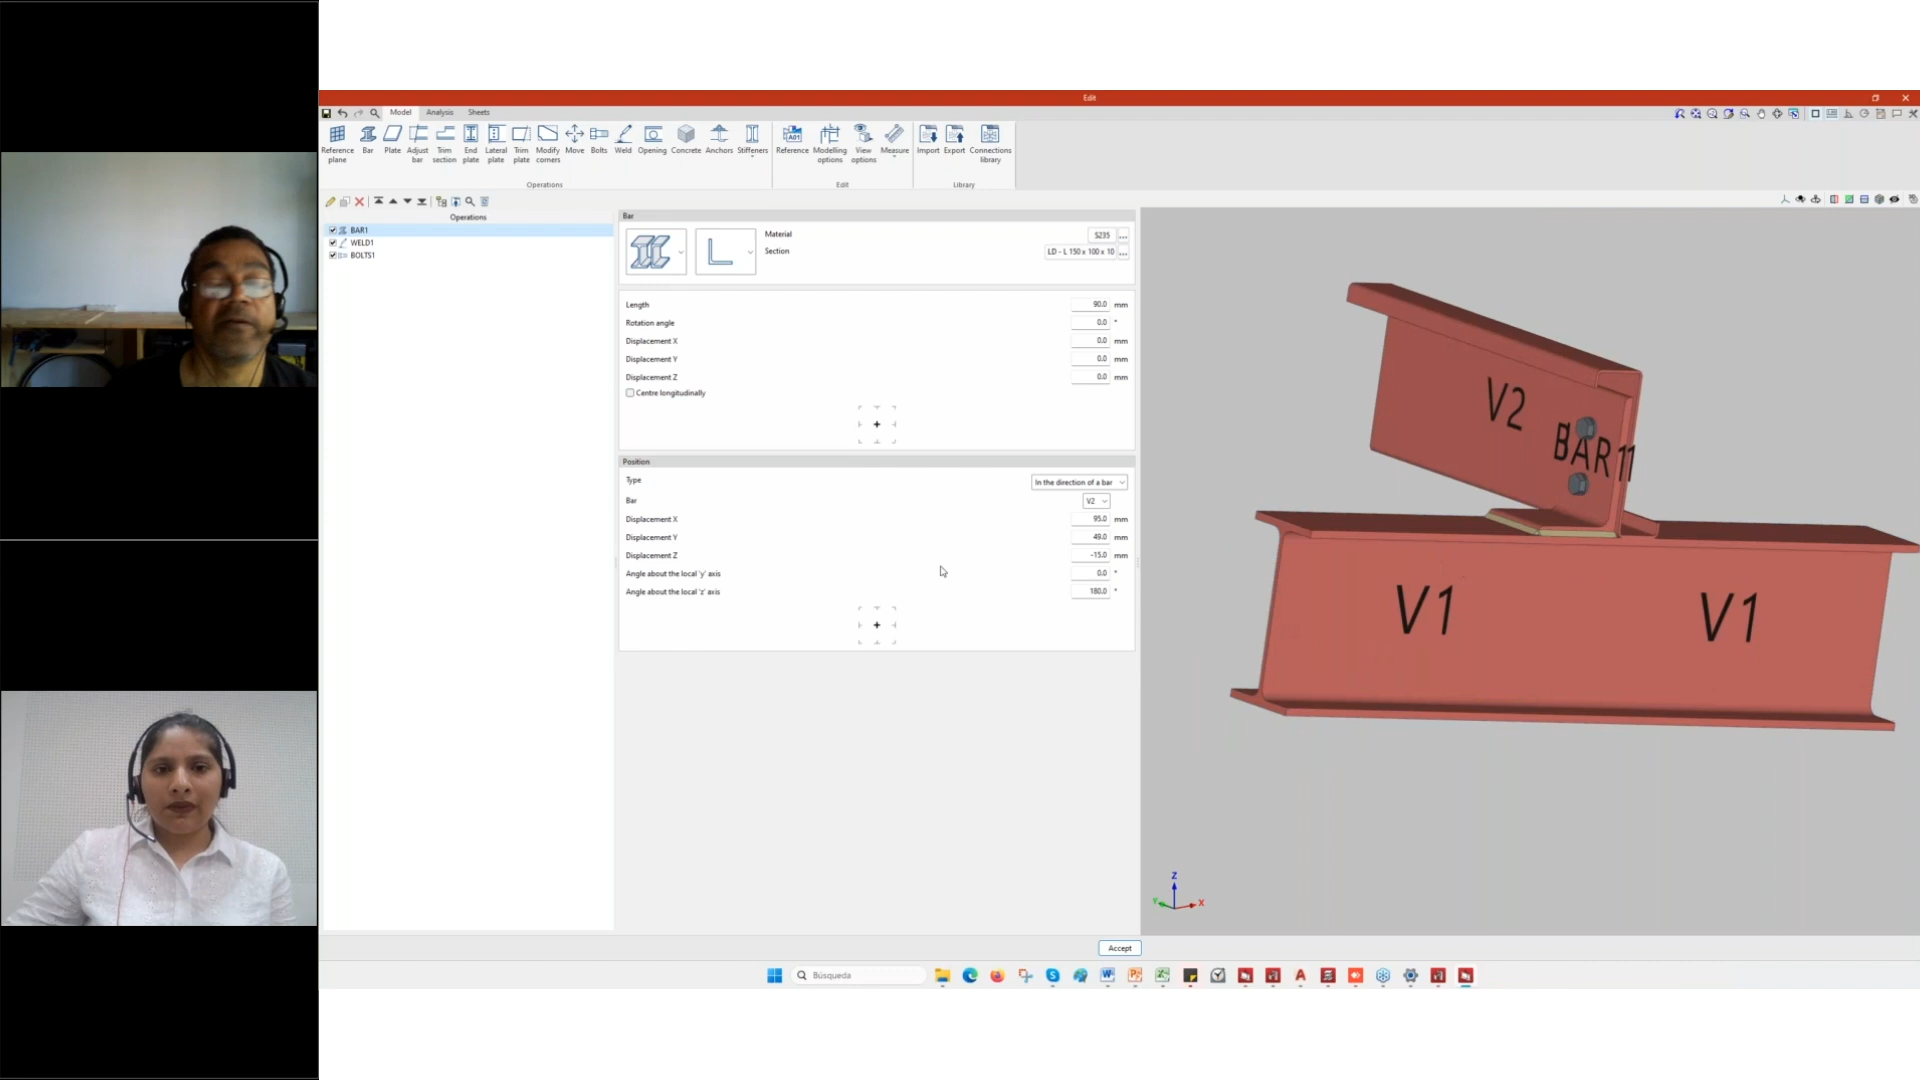 Edit
Model Analysis Sheets
Reference plane
Bar
Plate
Adjust bar
Trim section
End plate
Lateral plate
Trim plate
Modify corners
Move
Bolts
Weld
Opening
Concrete
Anchors
Stiffeners
Reference
Modelling options
View options
Measure
Import
Export
Connections library
Operations Edit Library
Operations
BAR1
WELD1
BOLTS1
Bar
Material S235 ...
Section LD - L 150 x 100 x 10 ...
Length 90.0 mm
Rotation angle 0.0 °
Displacement X 0.0 mm
Displacement Y 0.0 mm
Displacement Z 0.0 mm
Centre longitudinally
Position
Type In the direction of a bar
Bar V2
Displacement X 95.0 mm
Displacement Y 49.0 mm
Displacement Z -15.0 mm
Angle about the local 'y' axis 0.0 °
Angle about the local 'z' axis 180.0 °
V2
BAR 11
V1 V1
Z
Y X
Accept
Búsqueda